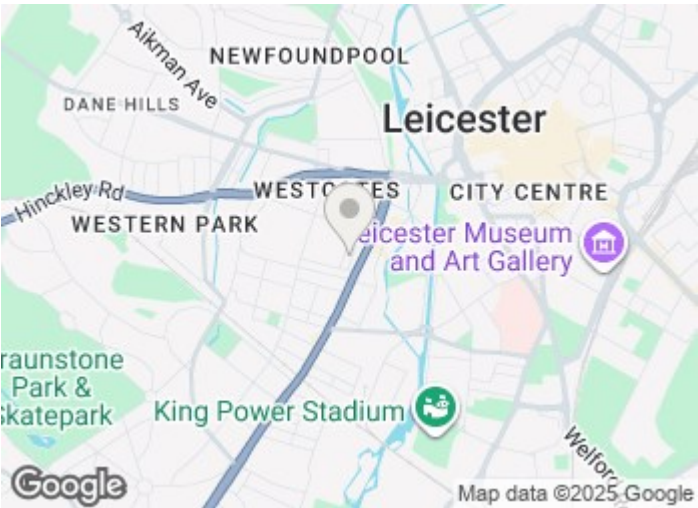 Aikman Ave
NEWFOUNDPOOL
DANE HILLS
Leicester
Hinckley Rd
WESTCOTES
CITY CENTRE
WESTERN PARK
eicester Museum
and Art Gallery
raunstone
Park &
Skatepark
King Power Stadium
Welford
Google
Map data ©2025 Google